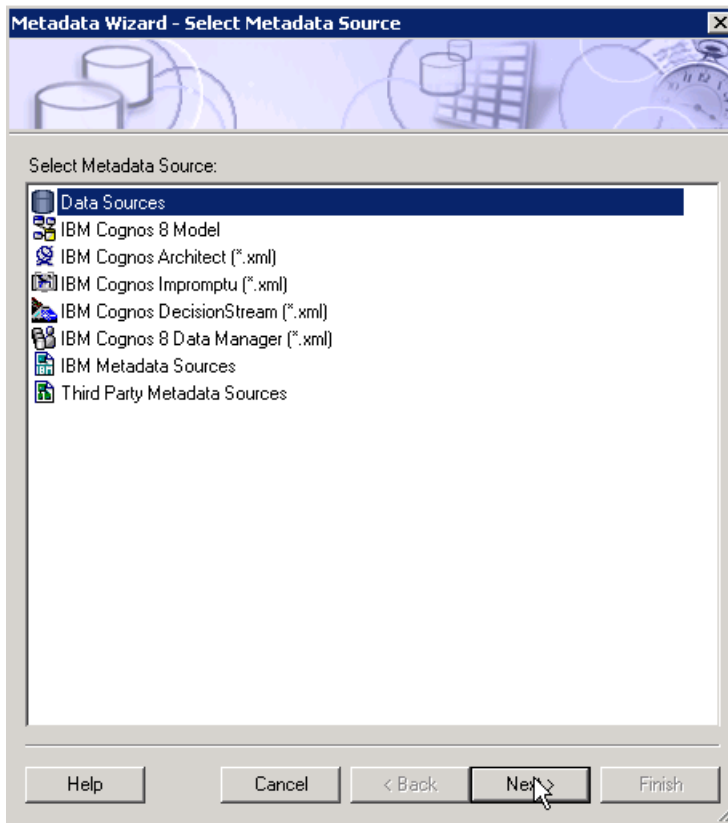 Metadata Wizard - Select Metadata Source
Select Metadata Source:
Data Sources
IBM Cognos 8 Model
IBM Cognos Architect (*.xml)
IBM Cognos Impromptu (*.xml)
IBM Cognos DecisionStream (*.xml)
IBM Cognos 8 Data Manager (*.xml)
IBM Metadata Sources
Third Party Metadata Sources
Help Cancel < Back Next > Finish